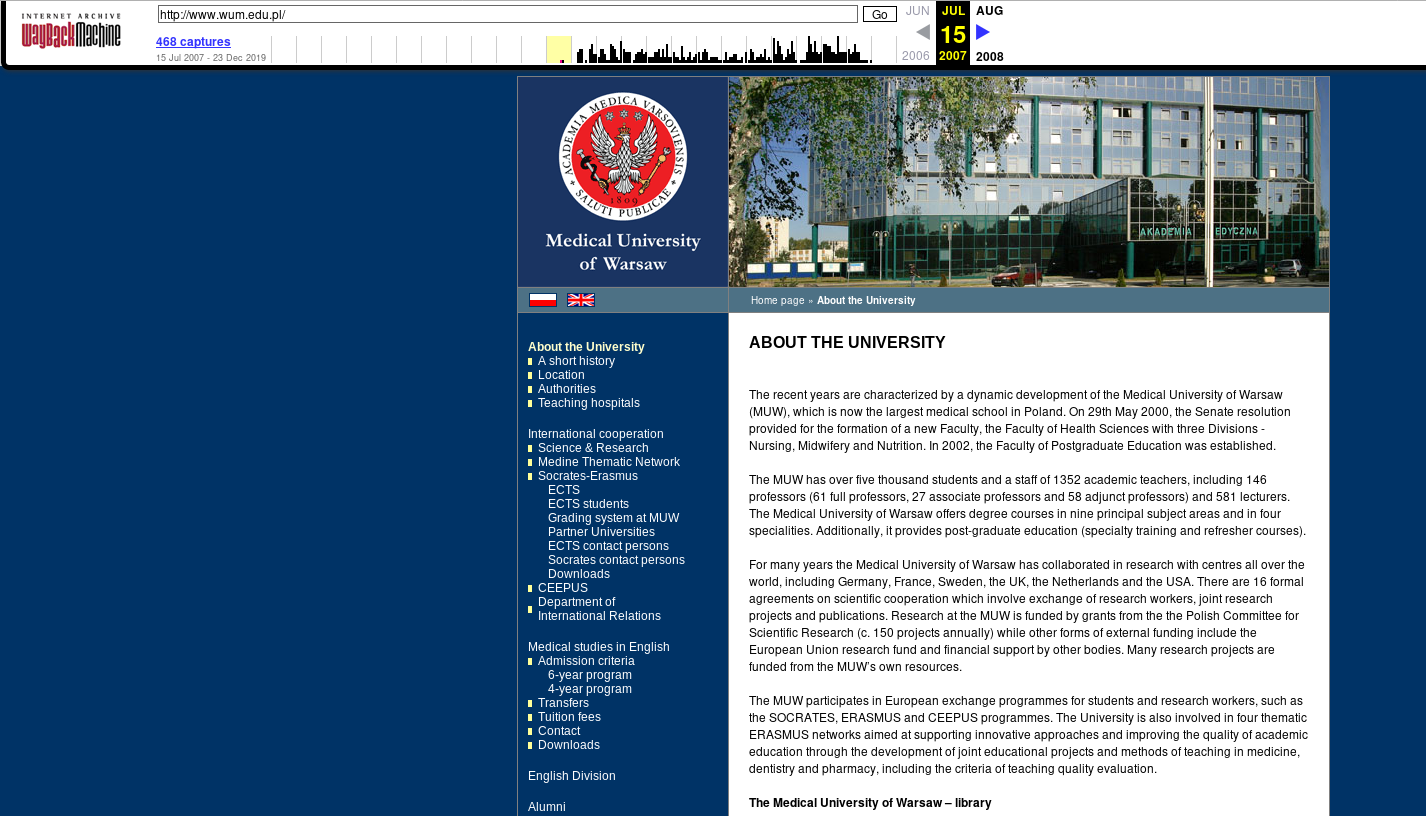 INTERNET ARCHIVE
WayBackMachine
http://www.wum.edu.pl/
Go
468 captures
15 Jul 2007 - 23 Dec 2019
JUN
JUL
AUG
15
2006
2007
2008
ACADEMIA MEDICA VARSOVIENSIS
SALUTI PUBLICAE
1809
Medical University
of Warsaw
AKADEMIA EDYCZNA
Home page » About the University
About the University
A short history
Location
Authorities
Teaching hospitals
International cooperation
Science & Research
Medine Thematic Network
Socrates-Erasmus
ECTS
ECTS students
Grading system at MUW
Partner Universities
ECTS contact persons
Socrates contact persons
Downloads
CEEPUS
Department of
International Relations
Medical studies in English
Admission criteria
6-year program
4-year program
Transfers
Tuition fees
Contact
Downloads
English Division
Alumni
ABOUT THE UNIVERSITY
The recent years are characterized by a dynamic development of the Medical University of Warsaw
(MUW), which is now the largest medical school in Poland. On 29th May 2000, the Senate resolution
provided for the formation of a new Faculty, the Faculty of Health Sciences with three Divisions -
Nursing, Midwifery and Nutrition. In 2002, the Faculty of Postgraduate Education was established.
The MUW has over five thousand students and a staff of 1352 academic teachers, including 146
professors (61 full professors, 27 associate professors and 58 adjunct professors) and 581 lecturers.
The Medical University of Warsaw offers degree courses in nine principal subject areas and in four
specialities. Additionally, it provides post-graduate education (specialty training and refresher courses).
For many years the Medical University of Warsaw has collaborated in research with centres all over the
world, including Germany, France, Sweden, the UK, the Netherlands and the USA. There are 16 formal
agreements on scientific cooperation which involve exchange of research workers, joint research
projects and publications. Research at the MUW is funded by grants from the the Polish Committee for
Scientific Research (c. 150 projects annually) while other forms of external funding include the
European Union research fund and financial support by other bodies. Many research projects are
funded from the MUW's own resources.
The MUW participates in European exchange programmes for students and research workers, such as
the SOCRATES, ERASMUS and CEEPUS programmes. The University is also involved in four thematic
ERASMUS networks aimed at supporting innovative approaches and improving the quality of academic
education through the development of joint educational projects and methods of teaching in medicine,
dentistry and pharmacy, including the criteria of teaching quality evaluation.
The Medical University of Warsaw – library